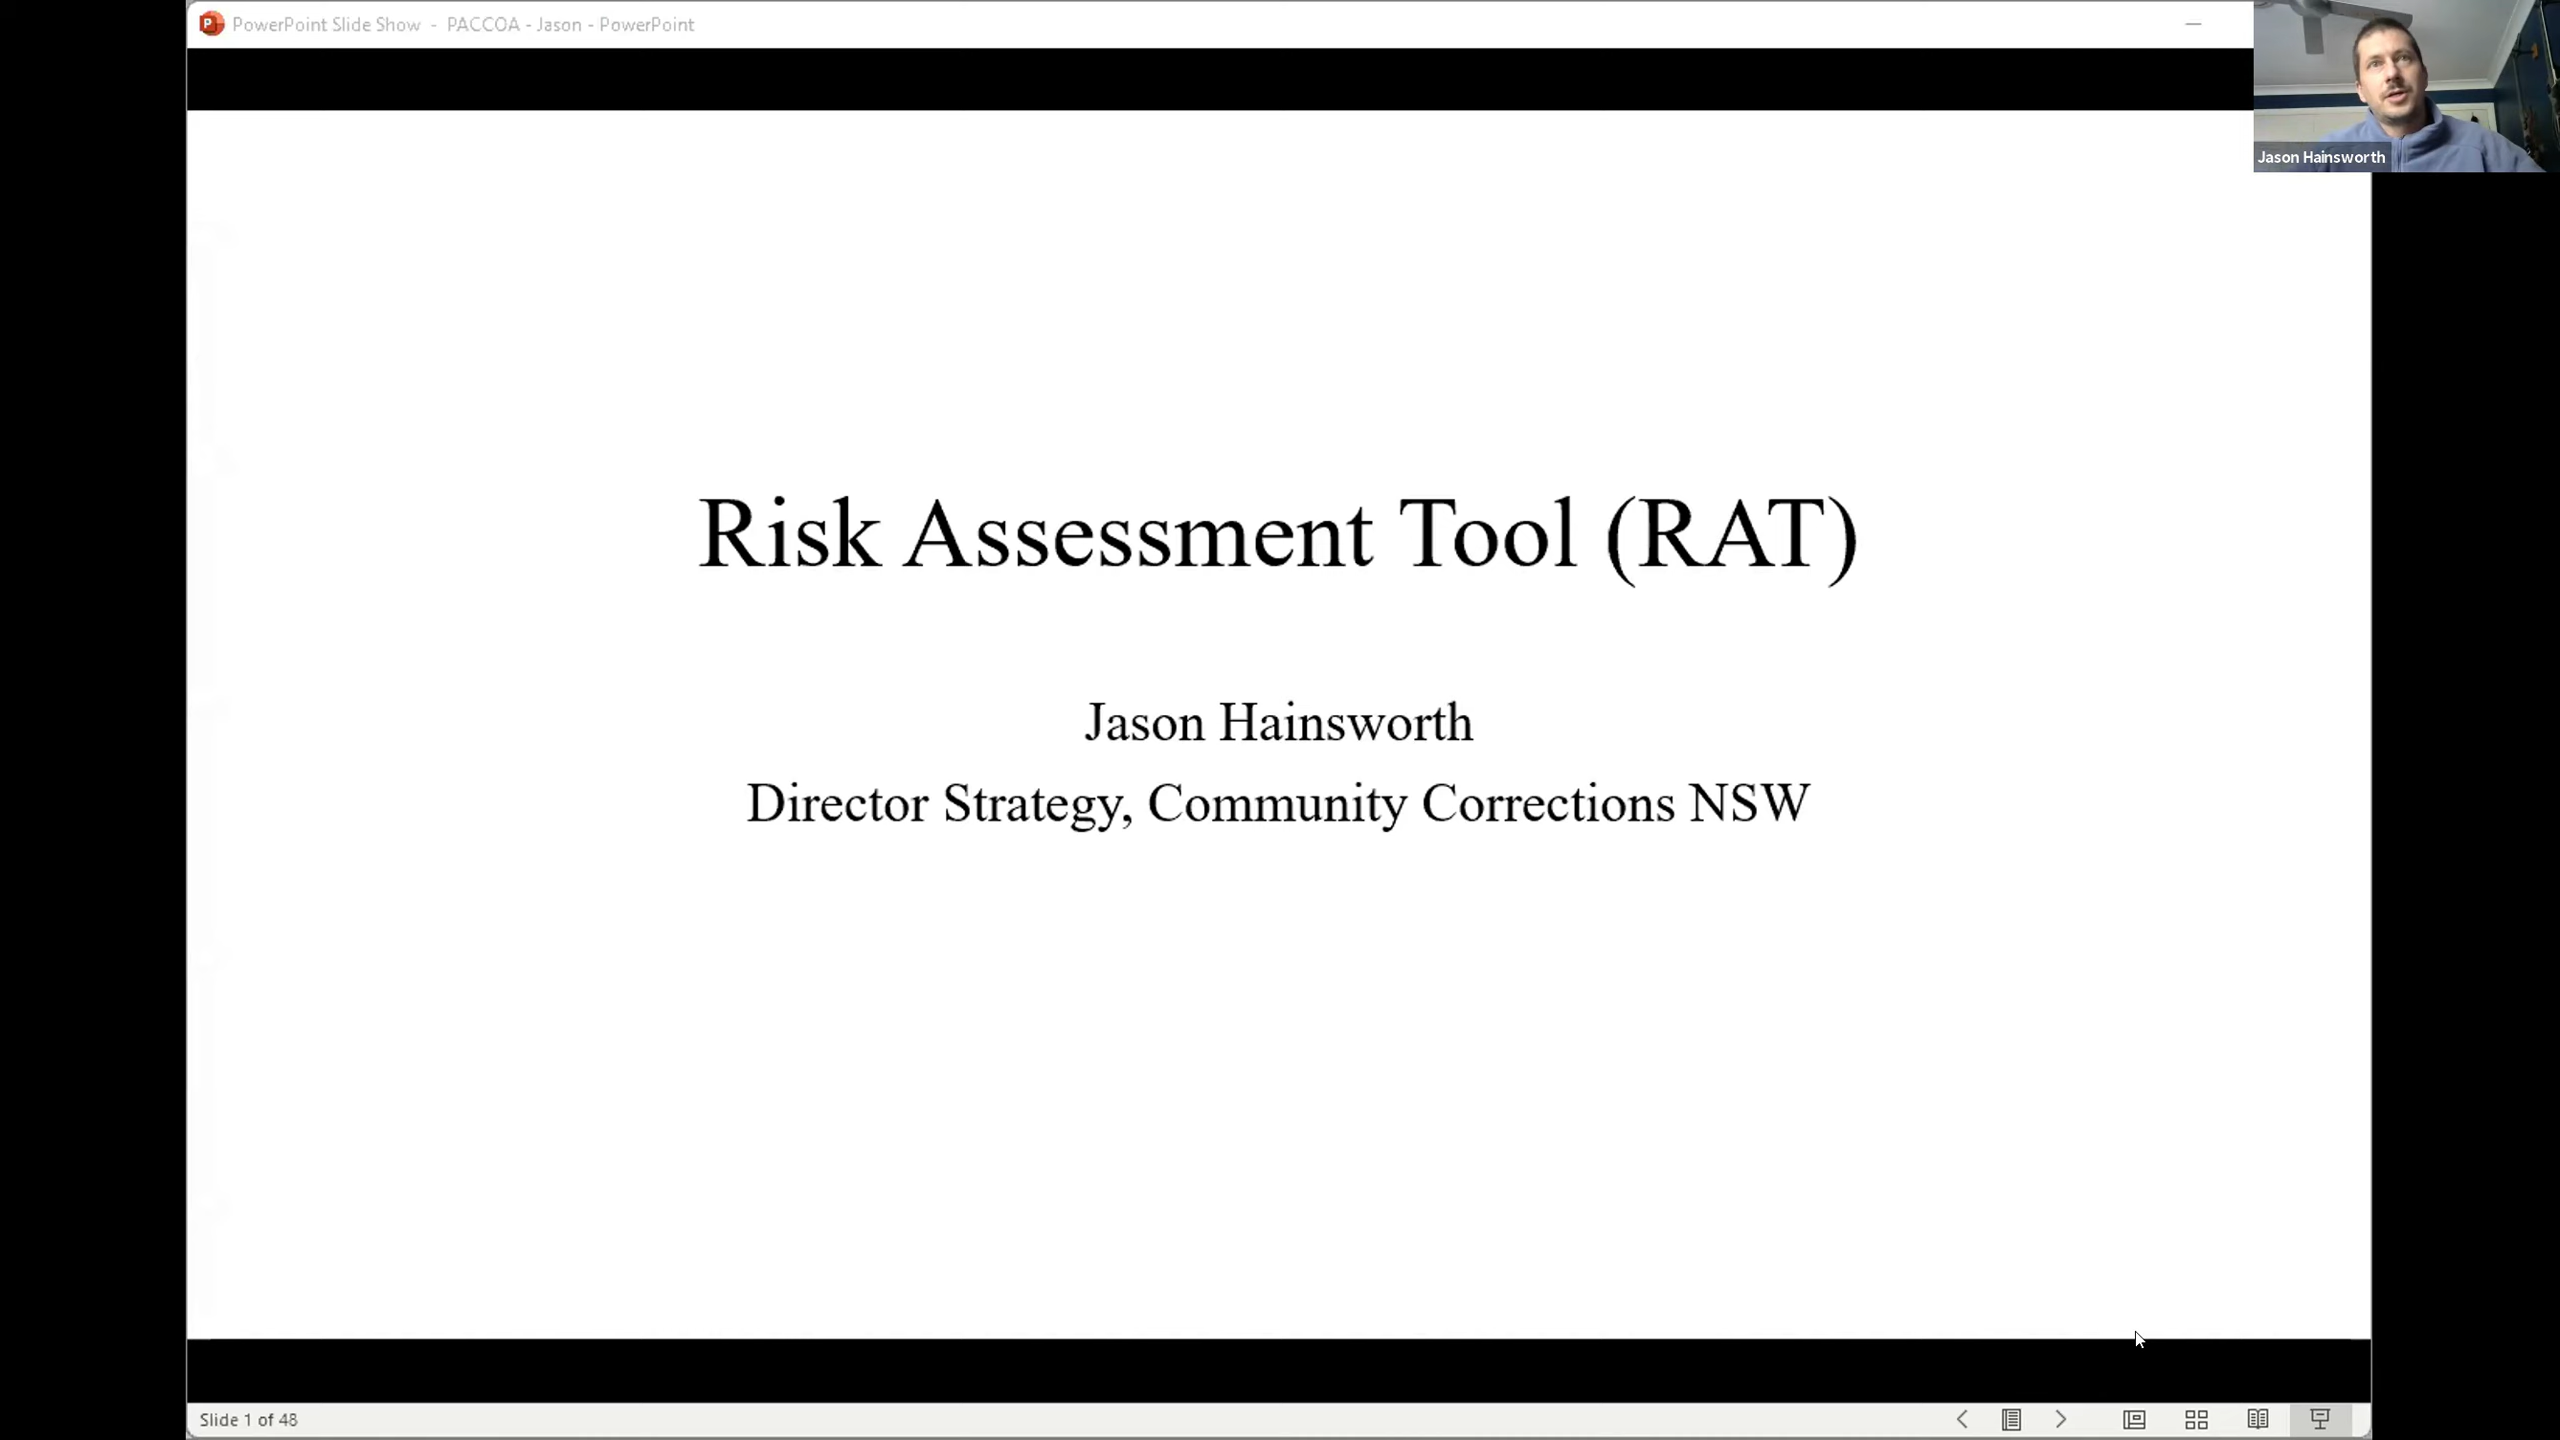 PowerPoint Slide Show - PACCOA - Jason - PowerPoint
Jason Hainsworth
Risk Assessment Tool (RAT)
Jason Hainsworth
Director Strategy, Community Corrections NSW
Slide 1 of 48